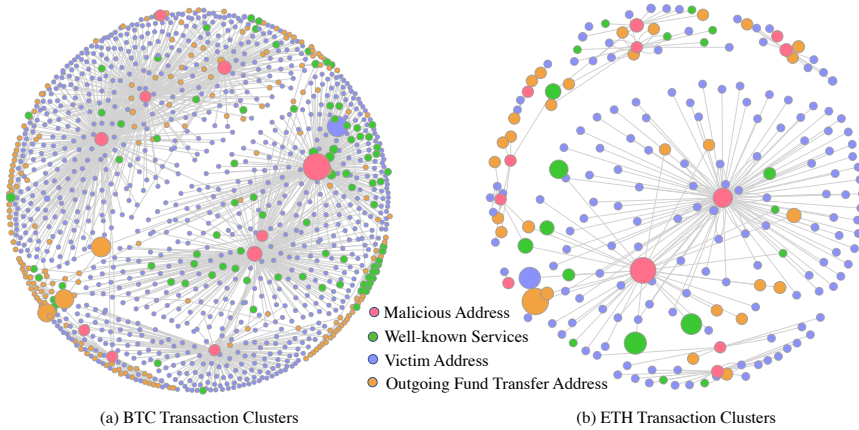 Malicious Address
Well-known Services
Victim Address
Outgoing Fund Transfer Address
(a) BTC Transaction Clusters
(b) ETH Transaction Clusters